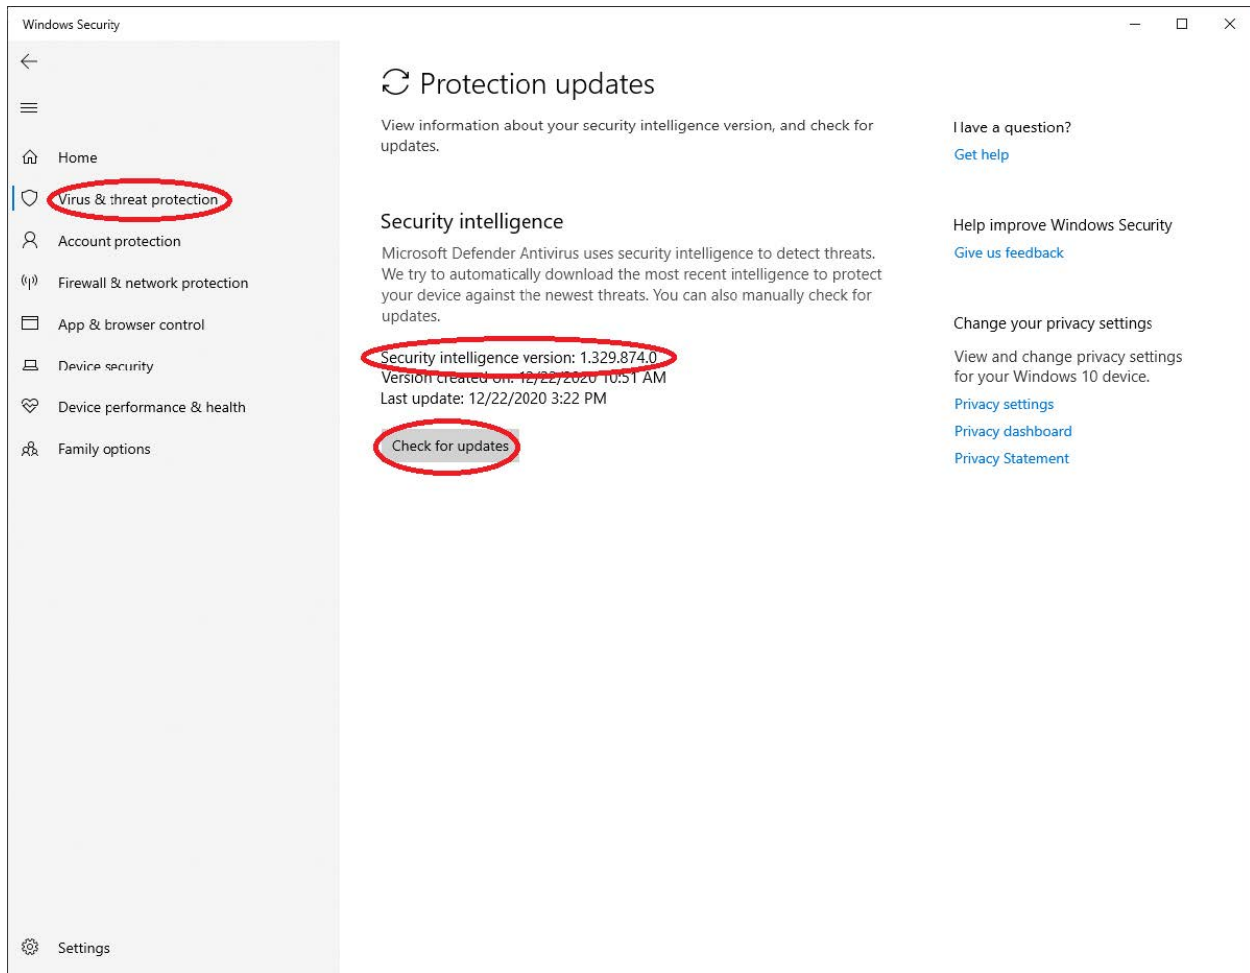 Windows Security
Home
Virus & threat protection
Account protection
Firewall & network protection
App & browser control
Device security
Device performance & health
Family options
Settings
Protection updates
View information about your security intelligence version, and check for
updates.
Security intelligence
Microsoft Defender Antivirus uses security intelligence to detect threats.
We try to automatically download the most recent intelligence to protect
your device against the newest threats. You can also manually check for
updates.
Security intelligence version: 1.329.874.0
Version created on: 12/22/2020 10:51 AM
Last update: 12/22/2020 3:22 PM
Check for updates
Have a question?
Get help
Help improve Windows Security
Give us feedback
Change your privacy settings
View and change privacy settings
for your Windows 10 device.
Privacy settings
Privacy dashboard
Privacy Statement